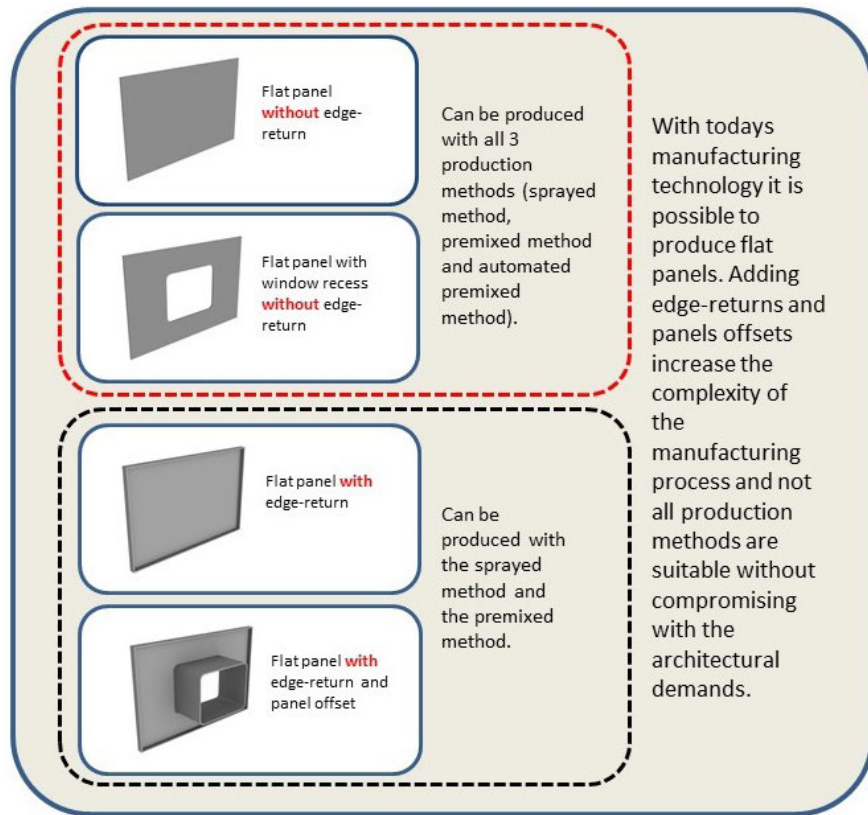 Flat panel
without edge-
return
Flat panel with
window recess
without edge-
return
Can be produced
with all 3
production
methods (sprayed
method,
premixed method
and automated
premixed
method).
Flat panel with
edge-return
Flat panel with
edge-return and
panel offset
Can be
produced with
the sprayed
method and
the premixed
method.
With todays
manufacturing
technology it is
possible to
produce flat
panels. Adding
edge-returns and
panels offsets
increase the
complexity of
the
manufacturing
process and not
all production
methods are
suitable without
compromising
with the
architectural
demands.